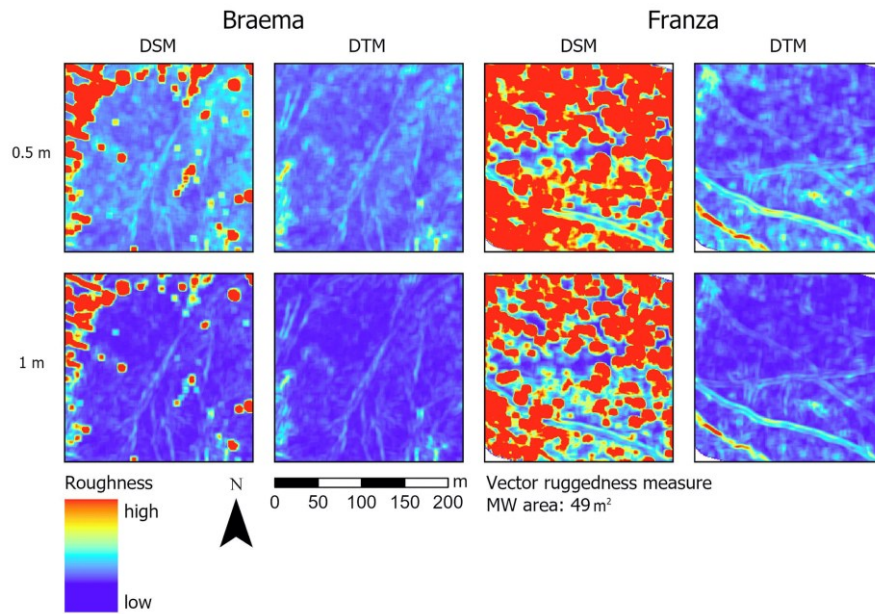 Braema Franza
DSM DTM DSM DTM
0.5 m
1 m
Roughness
high
low
N
m
0 50 100 150 200
Vector ruggedness measure
MW area: 49 m²